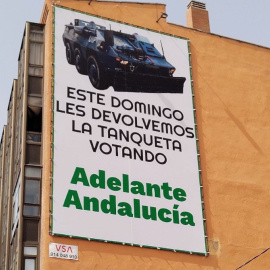 ESTE DOMINGO
LES DEVOLVEMOS
LA TANQUETA
VOTANDO
Adelante
Andalucía
VSA